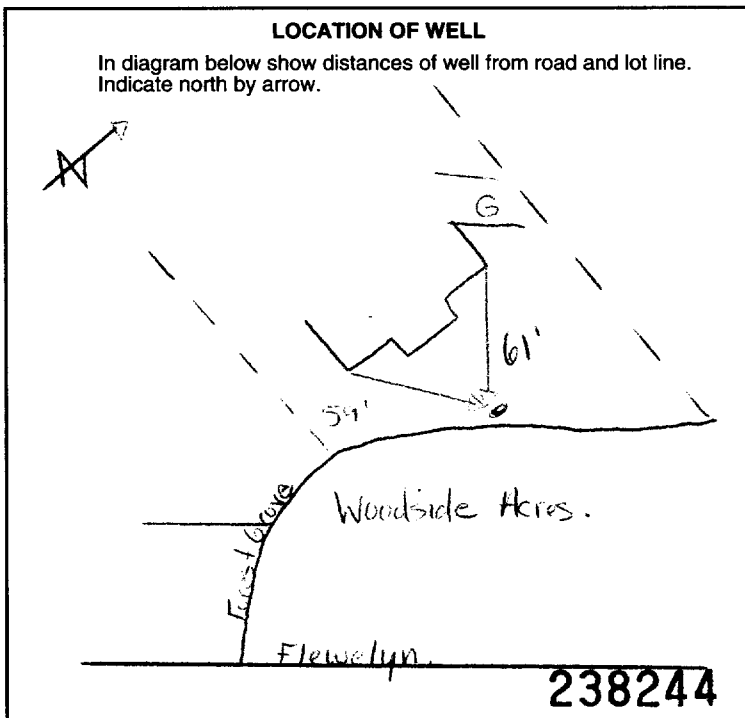 LOCATION OF WELL
In diagram below show distances of well from road and lot line.
Indicate north by arrow.
N
G
61'
59'
Woodside Acres.
Forest Grove
Flewelyn.
238244